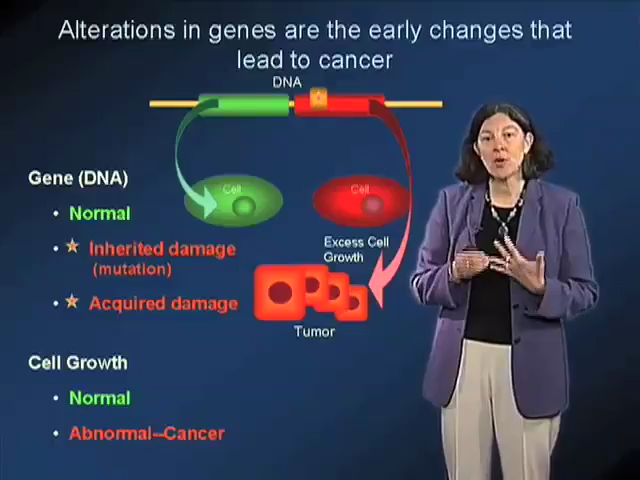 Alterations in genes are the early changes that
lead to cancer
DNA
Gene (DNA)
• Normal
• Inherited damage
(mutation)
• Acquired damage
Cell Growth
• Normal
• Abnormal–Cancer
Cell
Cell
Excess Cell
Growth
Tumor